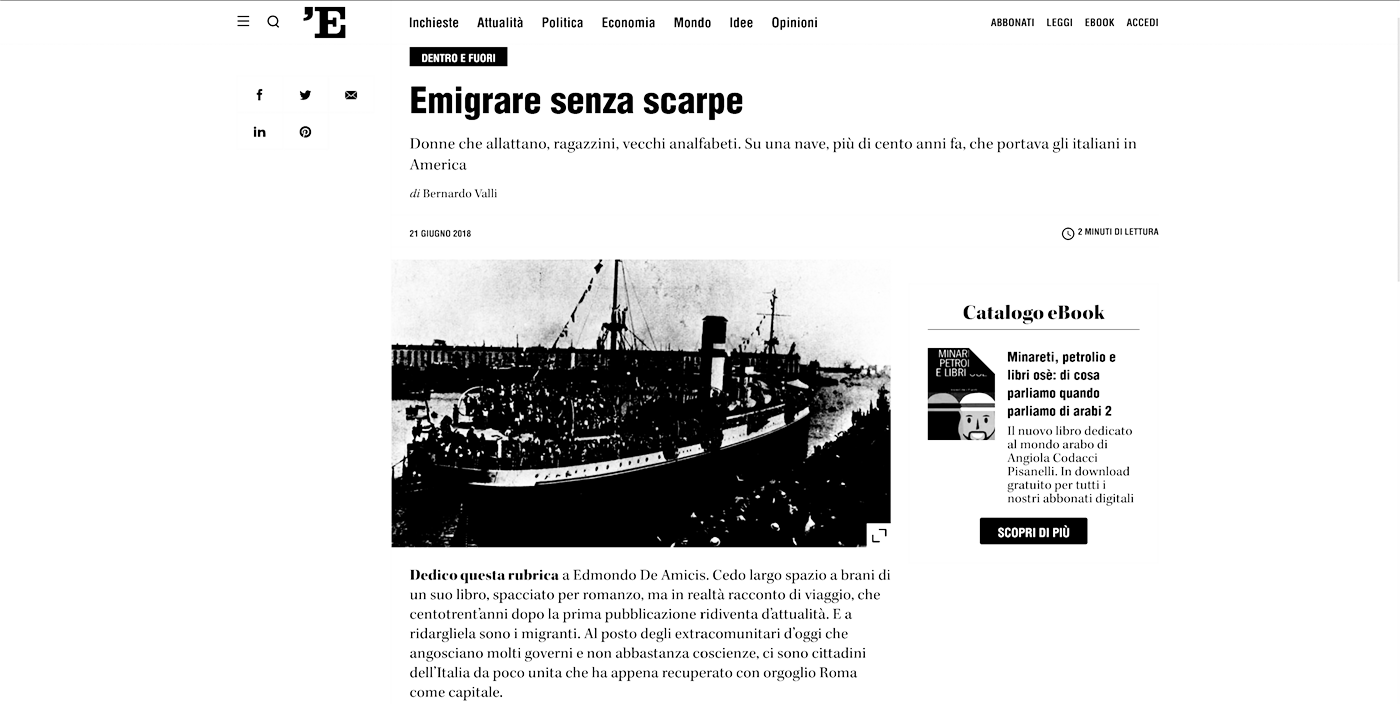 'E
Inchieste Attualità Politica Economia Mondo Idee Opinioni
ABBONATI LEGGI EBOOK ACCEDI
DENTRO E FUORI
Emigrare senza scarpe
Donne che allattano, ragazzini, vecchi analfabeti. Su una nave, più di cento anni fa, che portava gli italiani in
America
di Bernardo Valli
21 GIUGNO 2018
2 MINUTI DI LETTURA
Dedico questa rubrica a Edmondo De Amicis. Cedo largo spazio a brani di
un suo libro, spacciato per romanzo, ma in realtà racconto di viaggio, che
centotrent'anni dopo la prima pubblicazione ridiventa d'attualità. E a
ridargliela sono i migranti. Al posto degli extracomunitari d'oggi che
angosciano molti governi e non abbastanza coscienze, ci sono cittadini
dell'Italia da poco unita che ha appena recuperato con orgoglio Roma
come capitale.
Catalogo eBook
MINAR
PETROL
E LIBRI
Minareti, petrolio e
libri osè: di cosa
parliamo quando
parliamo di arabi 2
Il nuovo libro dedicato
al mondo arabo di
Angiola Codacci
Pisanelli. In download
gratuito per tutti i
nostri abbonati digitali
SCOPRI DI PIÙ